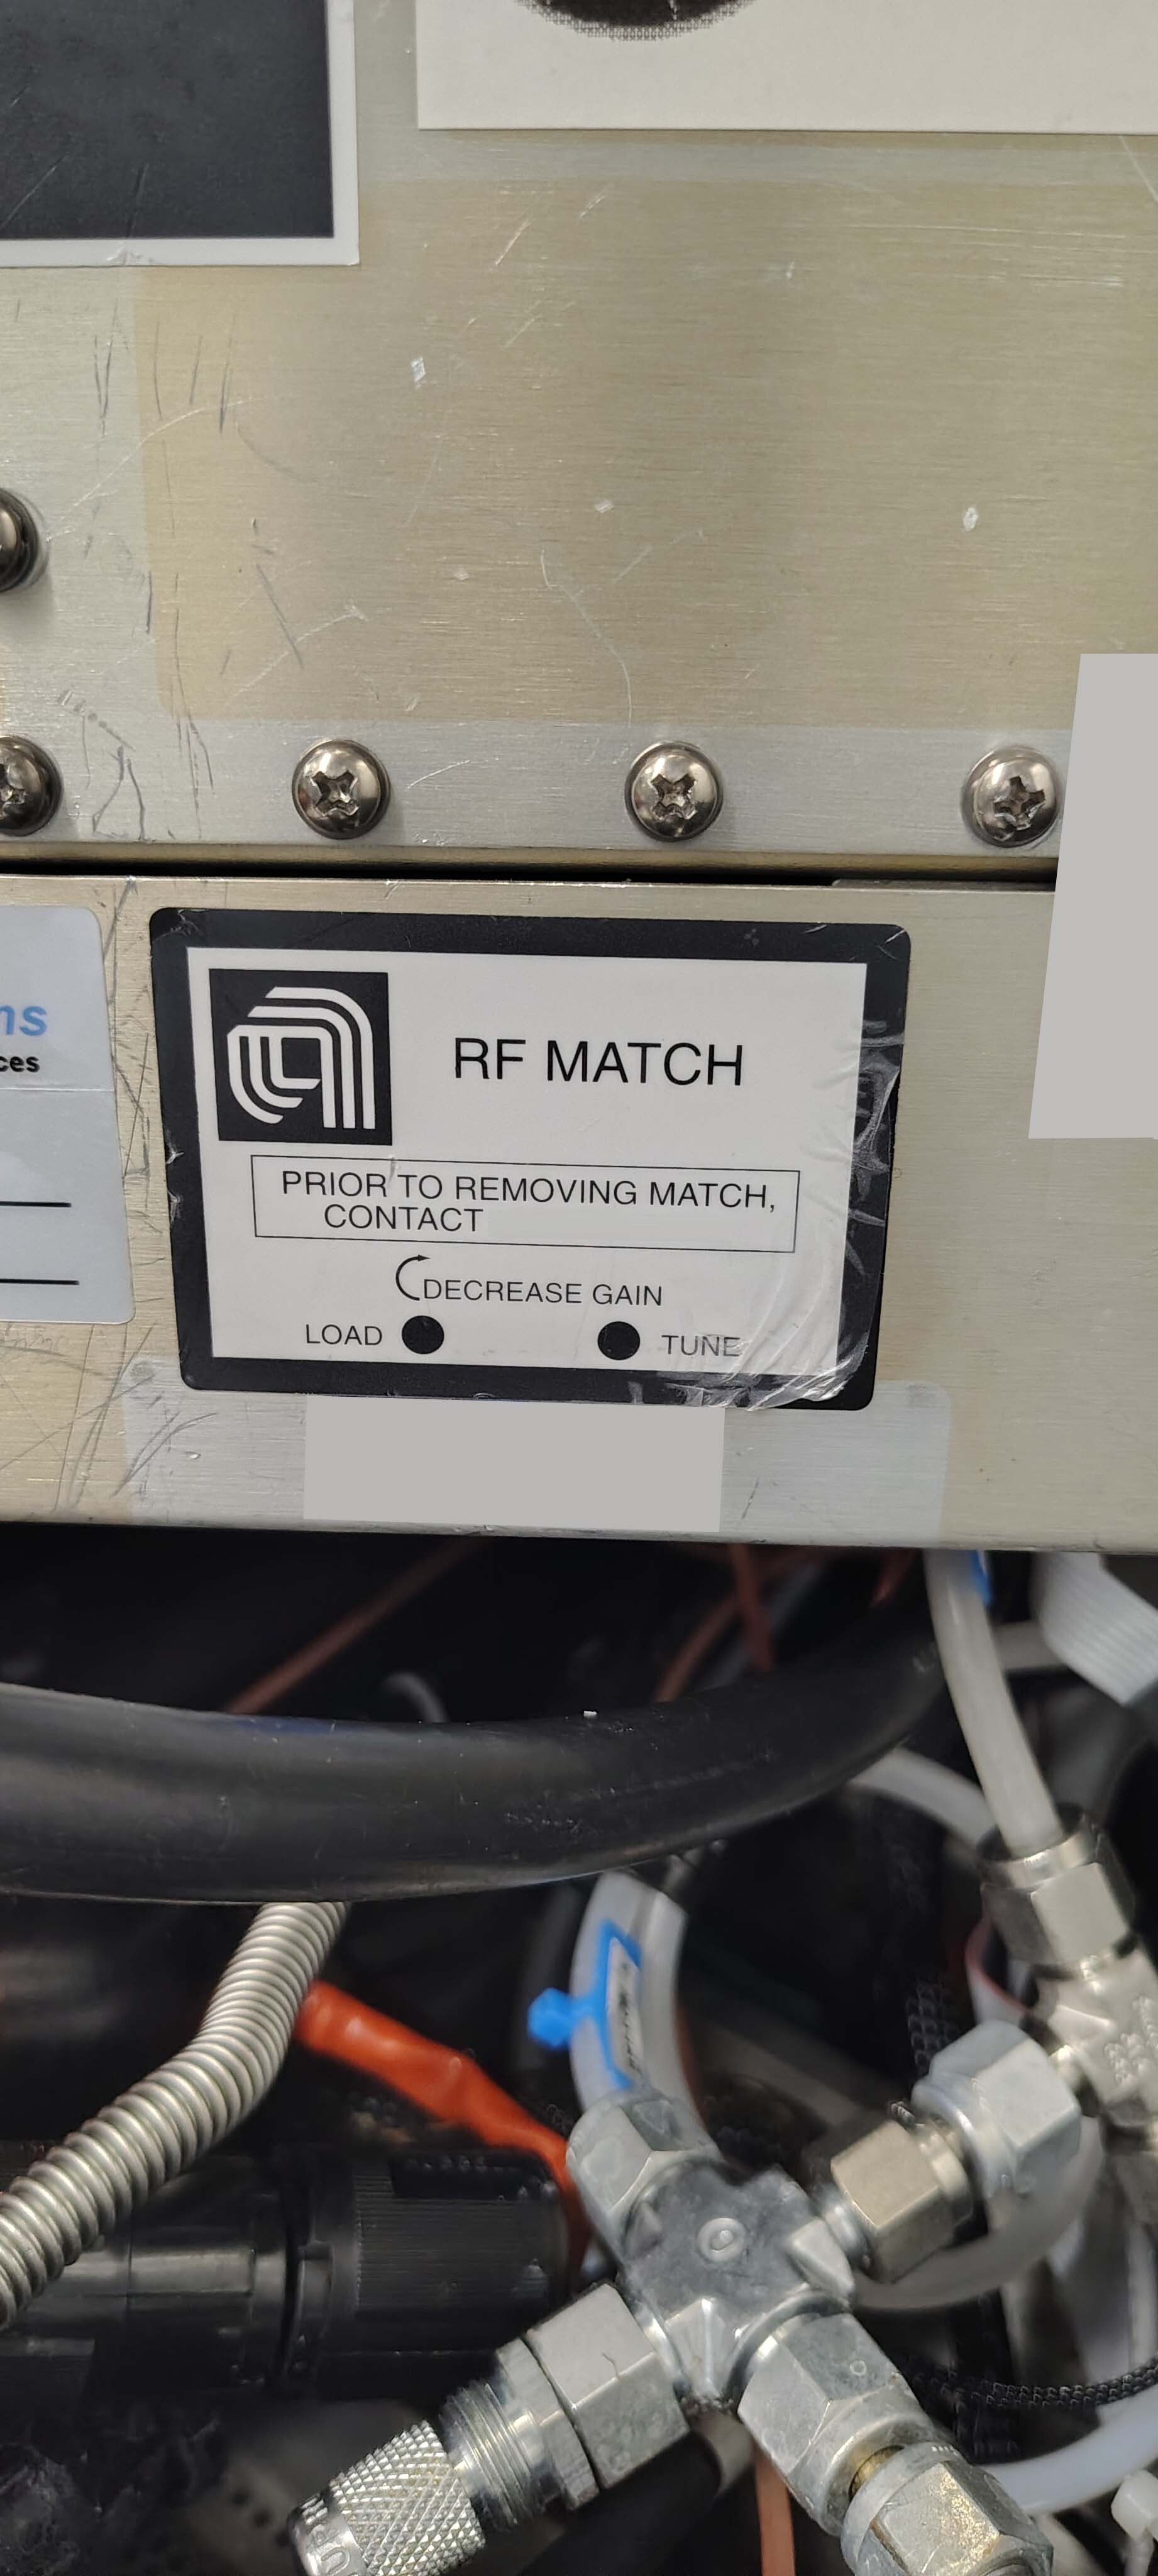 ns
ces
RF MATCH
PRIOR TO REMOVING MATCH,
CONTACT
DECREASE GAIN
LOAD
TUNE